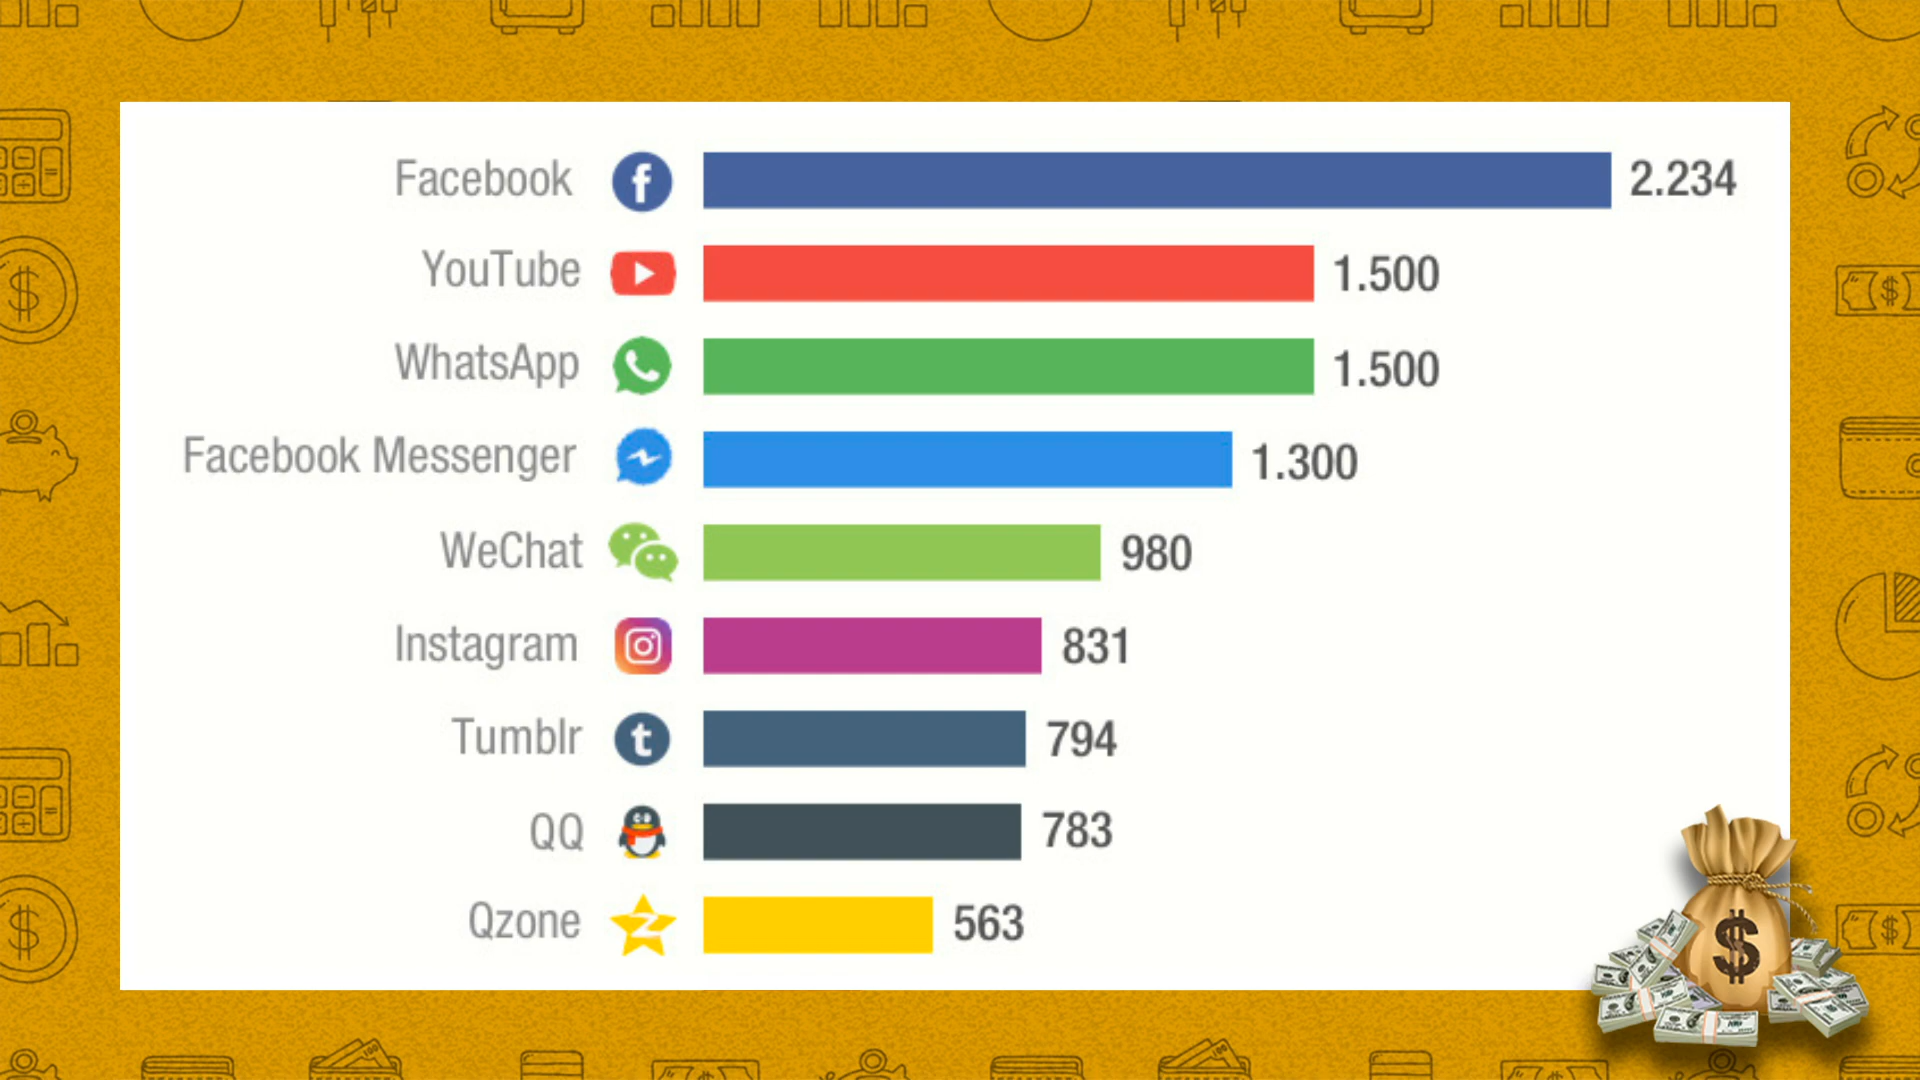 Facebook 2.234
YouTube 1.500
WhatsApp 1.500
Facebook Messenger 1.300
WeChat 980
Instagram 831
Tumblr 794
QQ 783
Qzone 563